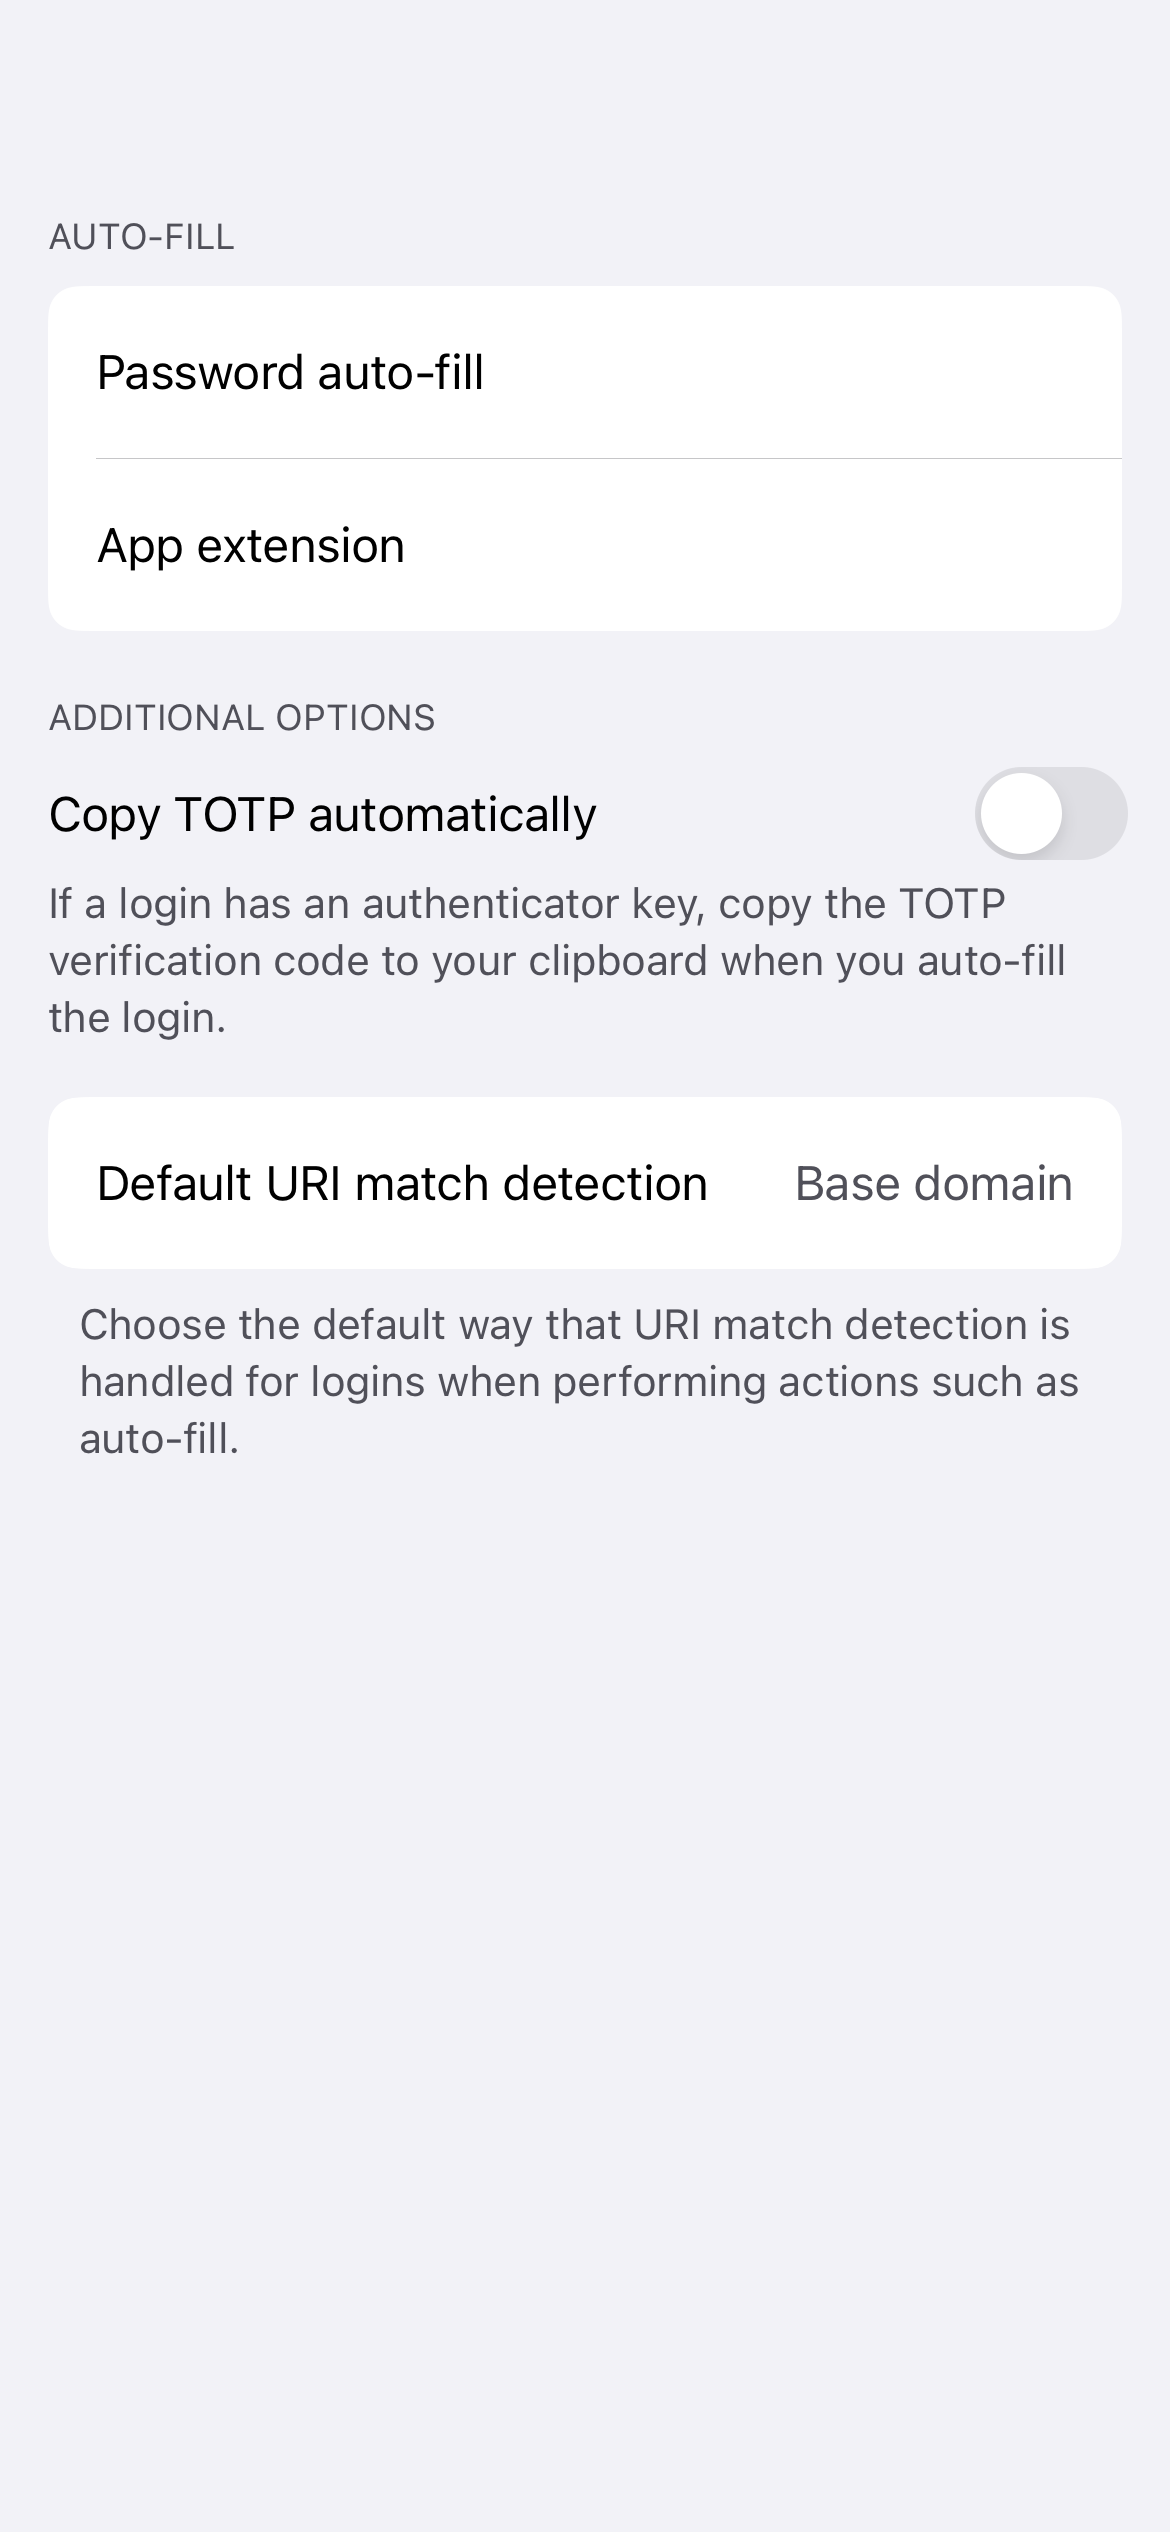 AUTO-FILL
Password auto-fill
App extension
ADDITIONAL OPTIONS
Copy TOTP automatically
If a login has an authenticator key, copy the TOTP
verification code to your clipboard when you auto-fill
the login.
Default URI match detection Base domain
Choose the default way that URI match detection is
handled for logins when performing actions such as
auto-fill.